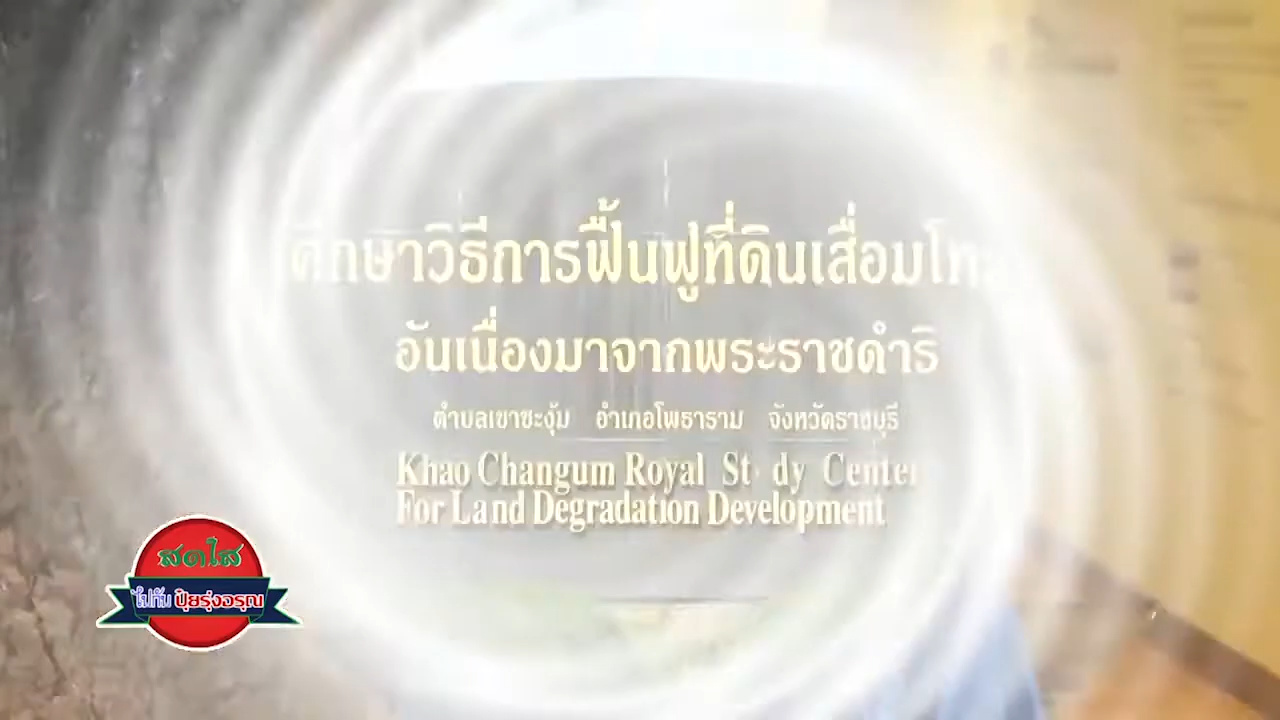 ศึกษาวิธีการฟื้นฟูที่ดินเสื่อมโทร
อันเนื่องมาจากพระราชดำริ
ตำบลเขาชะงุ้ม อำเภอโพธาราม จังหวัดราชบุรี
Khao Changum Royal St dy Center
For Land Degradation Development
สดใส
ไปกับ ปุ๋ยรุ่งอรุณ